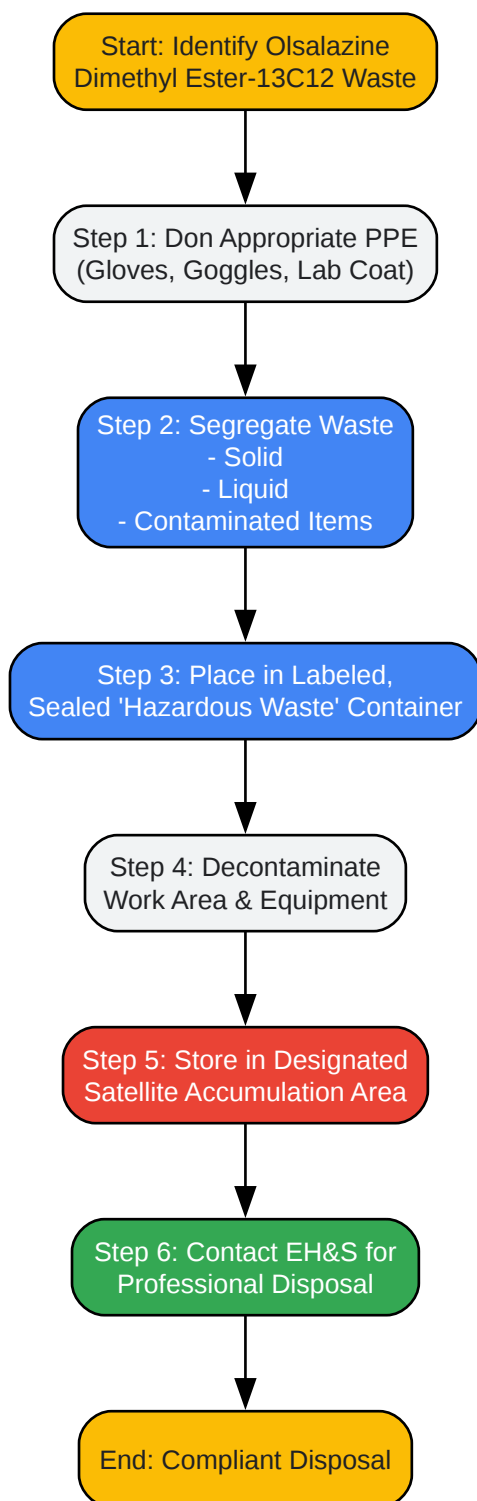 Start: Identify Olsalazine
Dimethyl Ester-13C12 Waste
Step 1: Don Appropriate PPE
(Gloves, Goggles, Lab Coat)
Step 2: Segregate Waste
- Solid
- Liquid
- Contaminated Items
Step 3: Place in Labeled,
Sealed 'Hazardous Waste' Container
Step 4: Decontaminate
Work Area & Equipment
Step 5: Store in Designated
Satellite Accumulation Area
Step 6: Contact EH&S for
Professional Disposal
End: Compliant Disposal